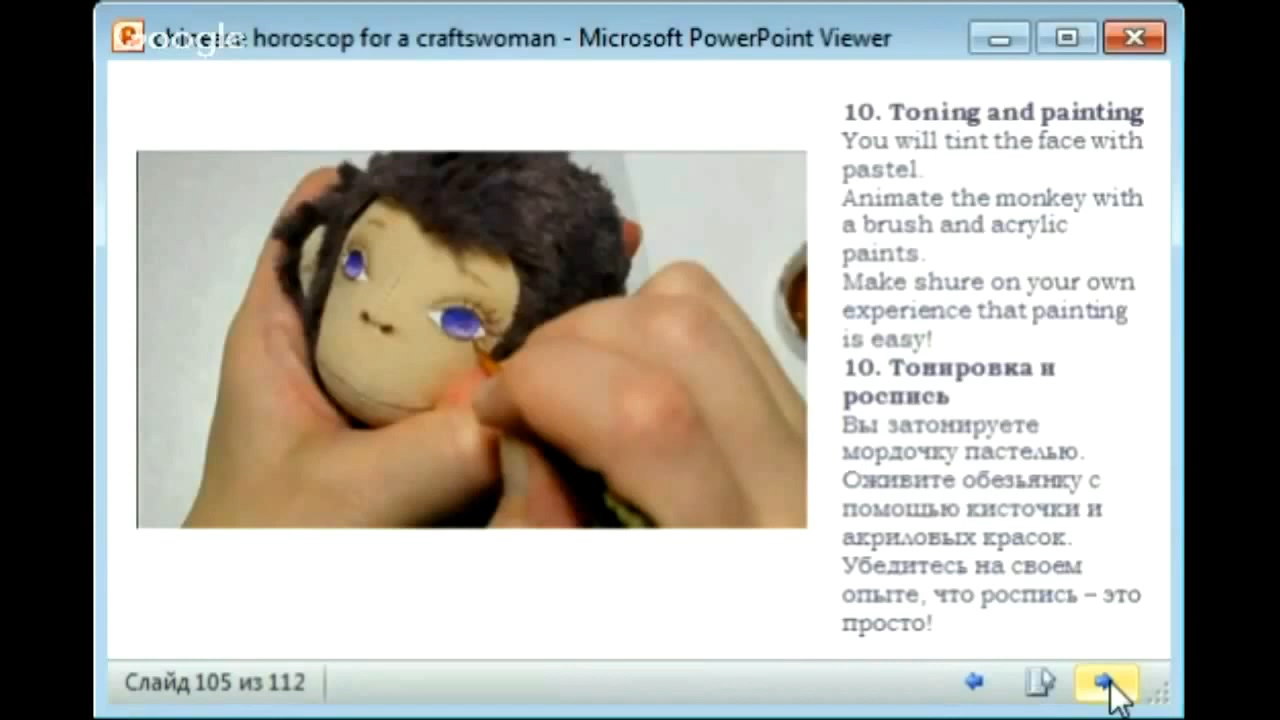 Google
horoscop for a craftswoman - Microsoft PowerPoint Viewer
10. Toning and painting
You will tint the face with
pastel.
Animate the monkey with
a brush and acrylic
paints.
Make shure on your own
experience that painting
is easy!
10. Тонировка и
роспись
Вы затонируете
мордочку пастелью.
Оживите обезьянку с
помощью кисточки и
акриловых красок.
Убедитесь на своем
опыте, что роспись – это
просто!
Слайд 105 из 112